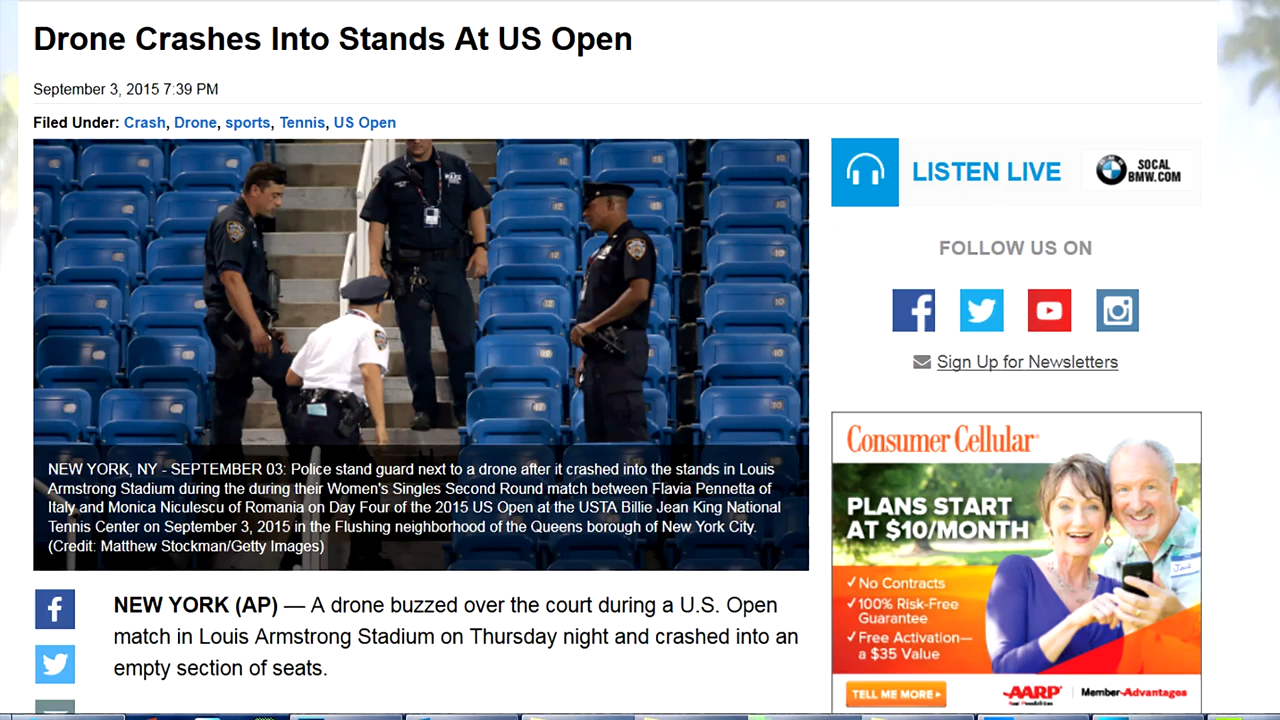 Drone Crashes Into Stands At US Open
September 3, 2015 7:39 PM
Filed Under: Crash, Drone, sports, Tennis, US Open
NEW YORK, NY - SEPTEMBER 03: Police stand guard next to a drone after it crashed into the stands in Louis
Armstrong Stadium during the during their Women's Singles Second Round match between Flavia Pennetta of
Italy and Monica Niculescu of Romania on Day Four of the 2015 US Open at the USTA Billie Jean King National
Tennis Center on September 3, 2015 in the Flushing neighborhood of the Queens borough of New York City.
(Credit: Matthew Stockman/Getty Images)
NEW YORK (AP) — A drone buzzed over the court during a U.S. Open
match in Louis Armstrong Stadium on Thursday night and crashed into an
empty section of seats.
LISTEN LIVE
SOCAL
BMW.COM
FOLLOW US ON
Sign Up for Newsletters
Consumer Cellular
PLANS START
AT $10/MONTH
✓No Contracts
✓100% Risk-Free
Guarantee
✓Free Activation—
a $35 Value
TELL ME MORE
AARP
Real Possibilities
Member Advantages